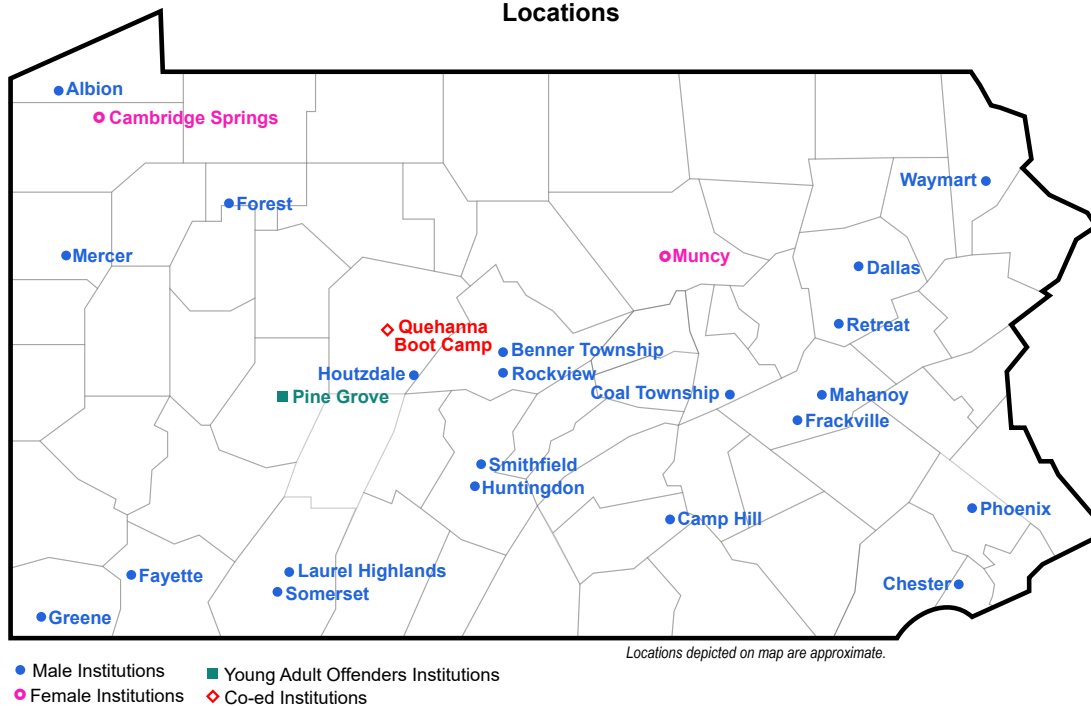 Locations
Albion
Cambridge Springs
Waymart
Forest
Mercer
Muncy
Dallas
Retreat
Quehanna
Boot Camp
Benner Township
Rockview
Houtzdale
Pine Grove
Coal Township
Mahanoy
Frackville
Smithfield
Huntingdon
Phoenix
Camp Hill
Laurel Highlands
Fayette
Somerset
Chester
Greene
Locations depicted on map are approximate.
Male Institutions
Young Adult Offenders Institutions
Female Institutions
Co-ed Institutions